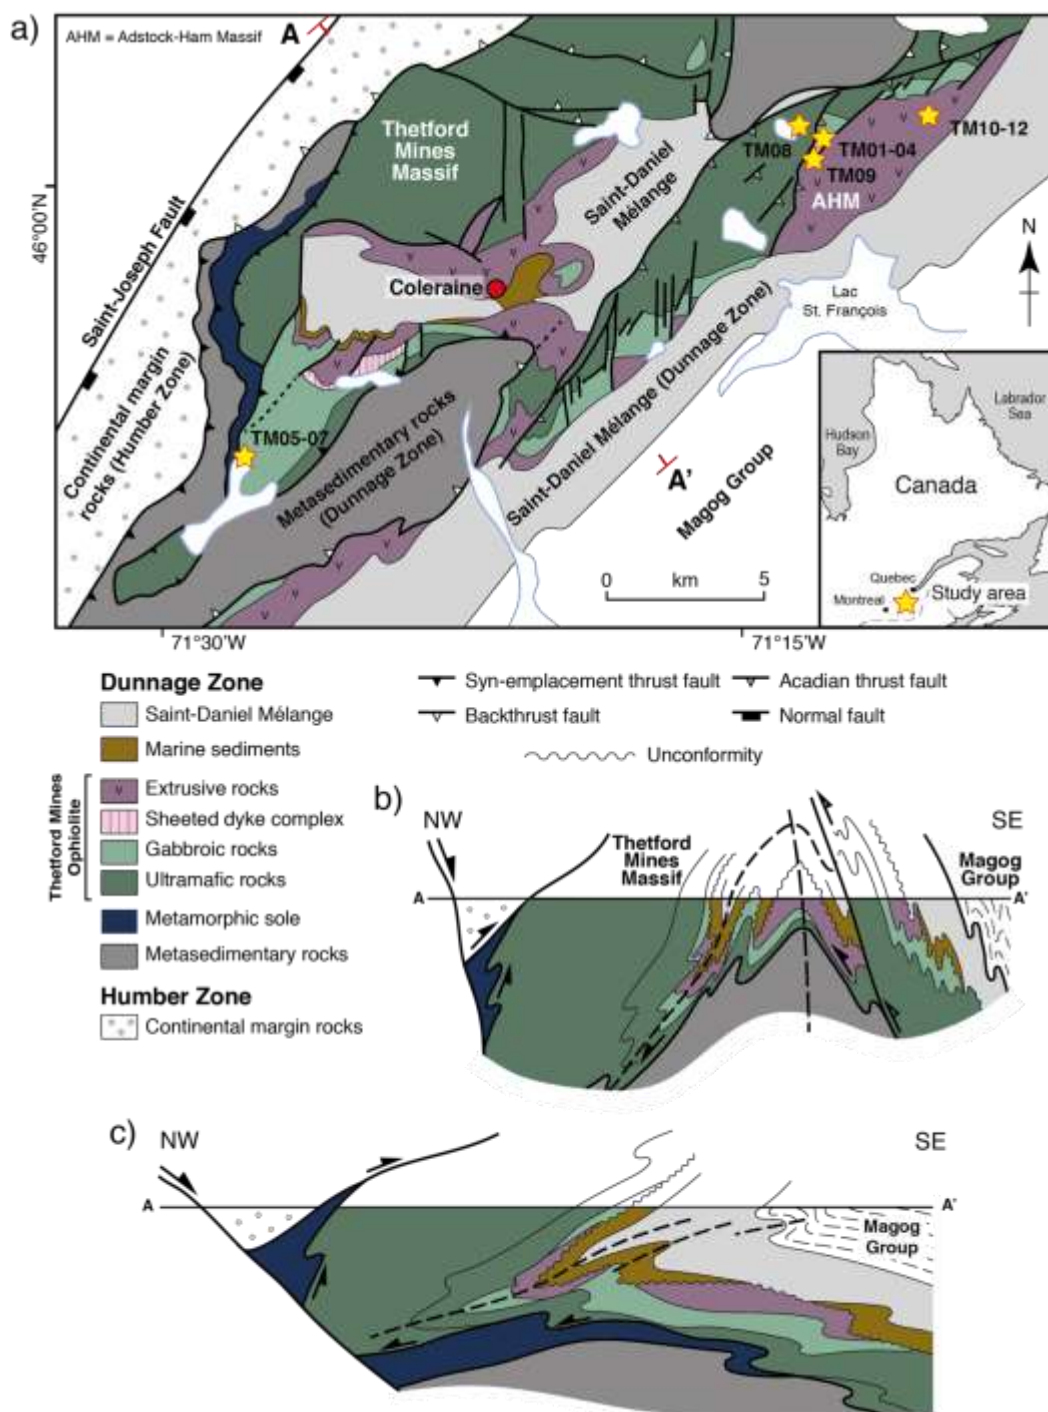 a)
AHM = Adstock-Ham Massif
A
Thetford
Mines
Massif
Saint-Daniel
Mélange
TM08
TM10-12
TM01-04
TM09
AHM
46°00'N
Saint-Joseph Fault
Coleraine
N
Lac
St. François
Continental margin
rocks (Humber Zone)
TM05-07
Metasedimentary rocks
(Dunnage Zone)
Saint-Daniel Mélange (Dunnage Zone)
A'
Magog Group
0 km 5
Labrador
Sea
Hudson
Bay
Canada
Quebec
Montreal
Study area
71°30'W
71°15'W
Dunnage Zone
Saint-Daniel Mélange
Marine sediments
Thetford Mines
Ophiolite
v Extrusive rocks
Sheeted dyke complex
Gabbroic rocks
Ultramafic rocks
Metamorphic sole
Metasedimentary rocks
Humber Zone
Continental margin rocks
Syn-emplacement thrust fault
Acadian thrust fault
Backthrust fault
Normal fault
Unconformity
b)
NW
SE
Thetford
Mines
Massif
Magog
Group
A
A'
c)
NW
SE
A
A'
Magog
Group